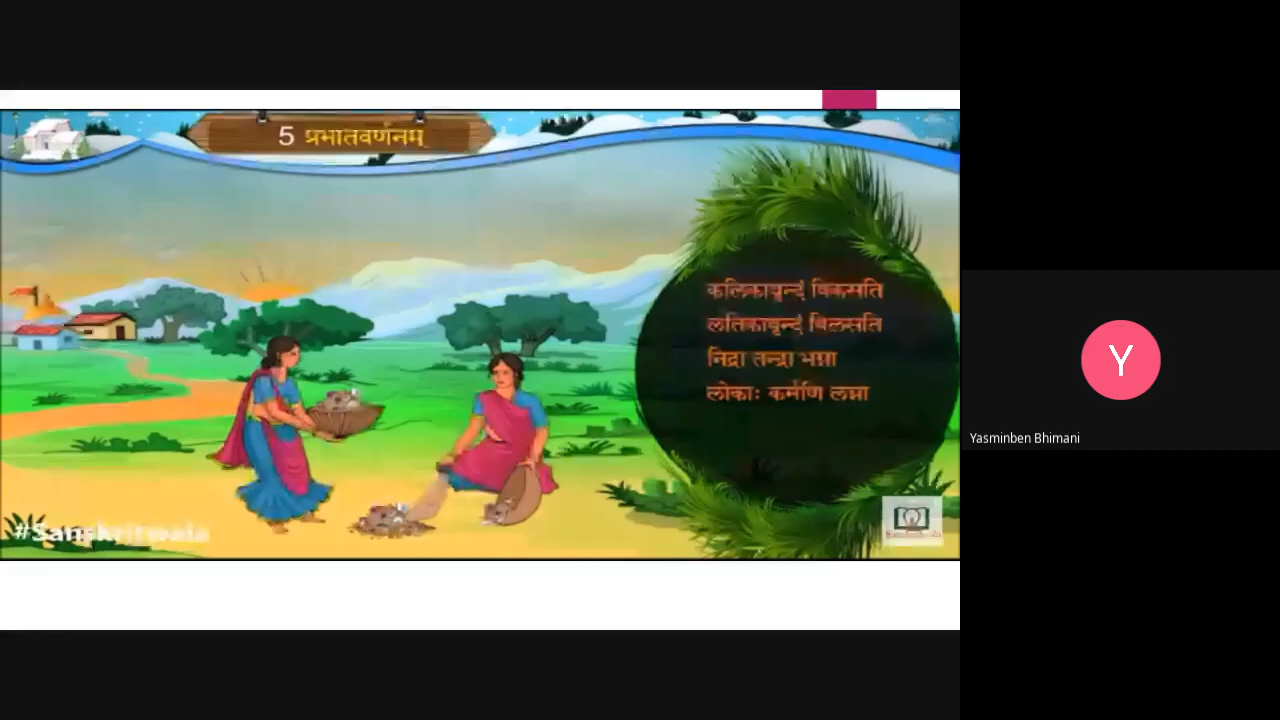 5 प्रभातवर्णनम्
कलिकावृन्दं विकसति
लतिकावृन्दं विलसति
निद्रा तन्द्रा भग्ना
लोकाः कर्मणि लग्ना
#Sanskritwala
Y
Yasminben Bhimani